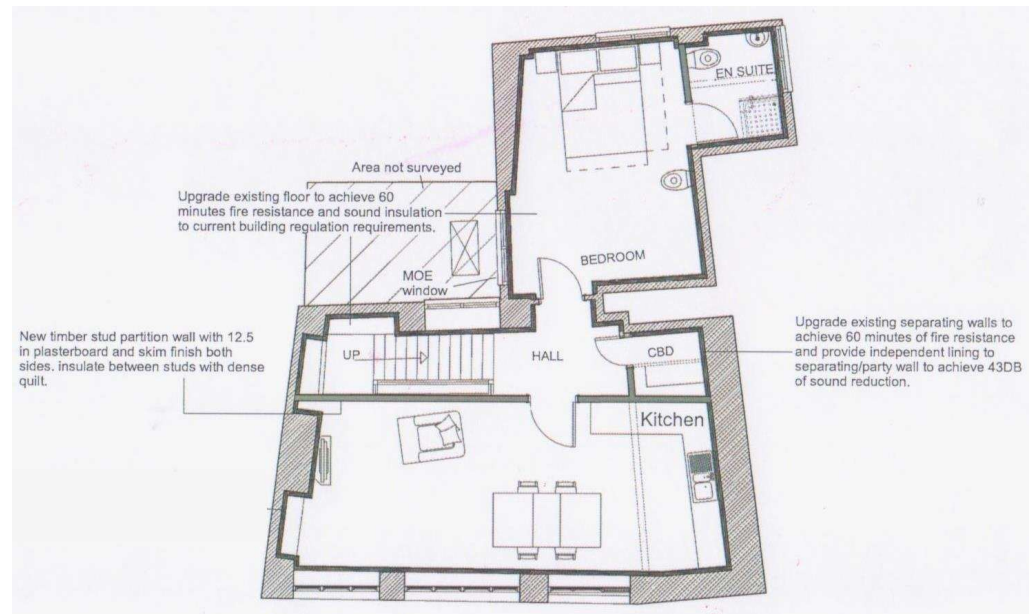 EN SUITE
Area not surveyed
Upgrade existing floor to achieve 60
minutes fire resistance and sound insulation
to current building regulation requirements.
BEDROOM
MOE
window
New timber stud partition wall with 12.5
in plasterboard and skim finish both
sides. insulate between studs with dense
quilt.
UP
HALL
CBD
Upgrade existing separating walls to
achieve 60 minutes of fire resistance
and provide independent lining to
separating/party wall to achieve 43DB
of sound reduction.
Kitchen